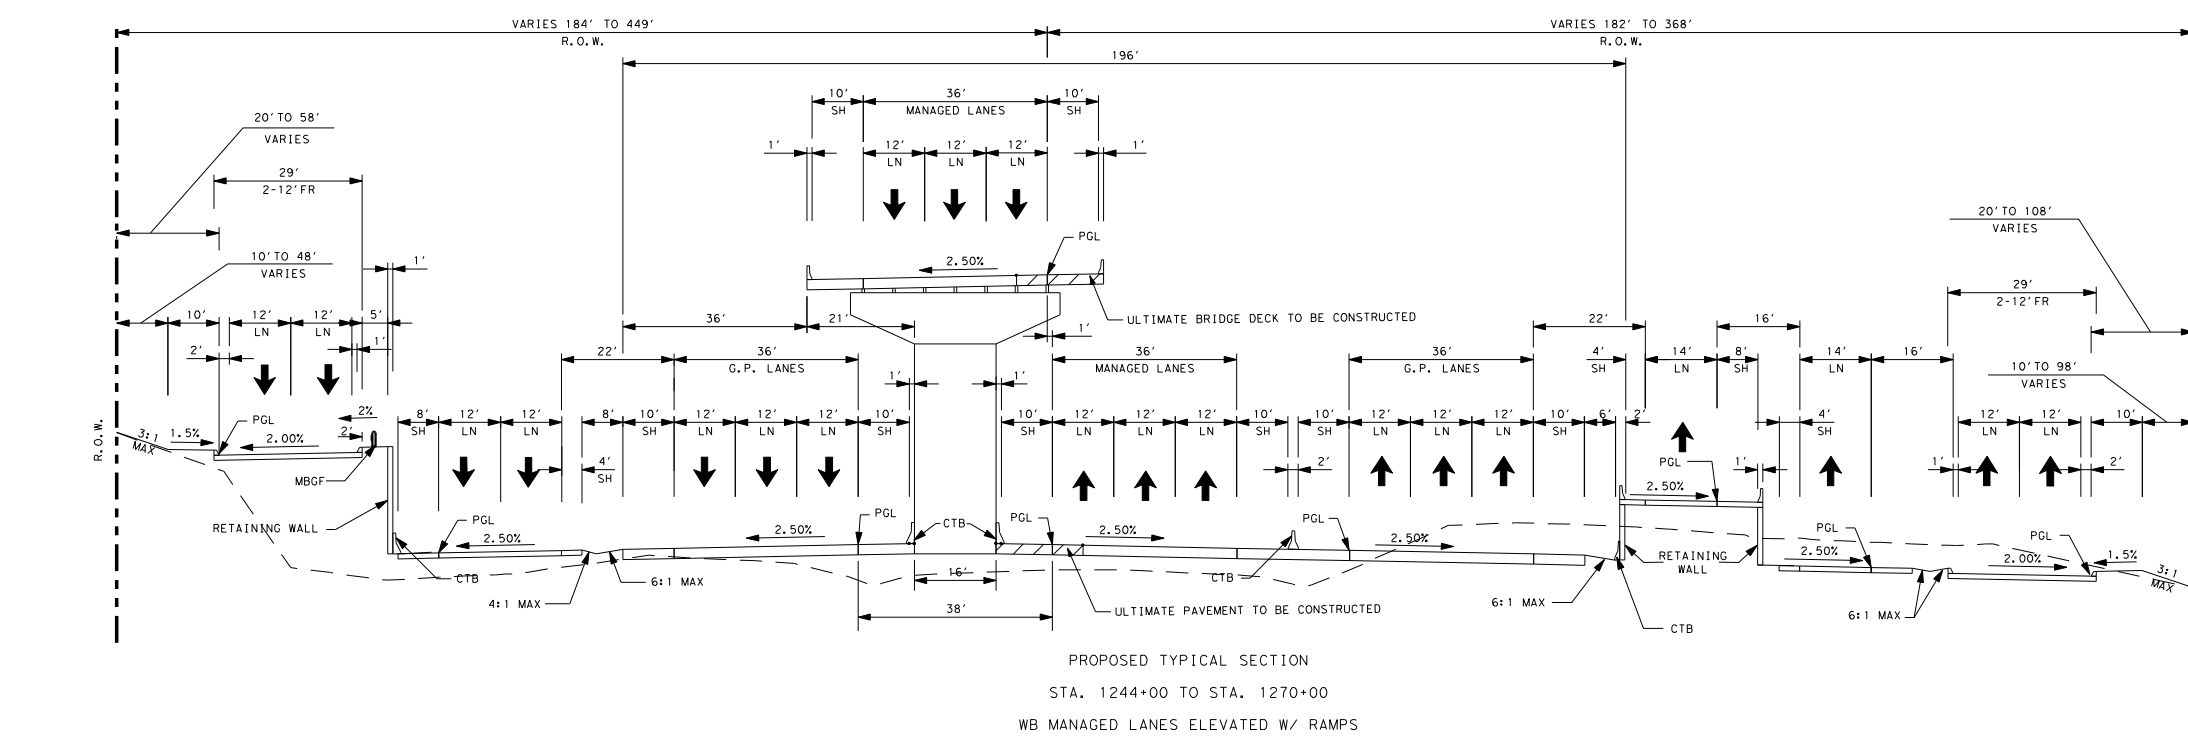 VARIES 184' TO 449'
R.O.W.
VARIES 182' TO 368'
R.O.W.
196'
10' 36' 10'
SH MANAGED LANES SH
20' TO 58'
VARIES
1' 12' 12' 12' 1'
LN LN LN
29'
2-12' FR
20' TO 108'
VARIES
PGL
10' TO 48'
VARIES
1'
2.50%
29'
2-12' FR
ULTIMATE BRIDGE DECK TO BE CONSTRUCTED
10' 12' 12' 5'
LN LN
36' 21' 1'
22' 16'
2' 1'
22' 36' 36' 36' 4' 14' 8' 14' 16'
G.P. LANES MANAGED LANES G.P. LANES SH LN SH LN
10' TO 98'
VARIES
1' 1'
2%
8' 12' 12' 8' 10' 12' 12' 12' 10' 10' 12' 12' 12' 10' 10' 12' 12' 12' 10' 6' 2' 4' 12' 12' 10'
SH LN LN SH SH LN LN LN SH SH LN LN LN SH SH LN LN LN SH SH LN LN
R.O.W.
3:1
MAX
1.5%
PGL
2.00%
2'
MBGF
4'
SH
2'
PGL
1' 1' 2'
2.50%
RETAINING WALL
PGL
2.50%
2.50%
PGL
CTB
PGL
2.50%
PGL
2.50%
PGL
2.50%
PGL
RETAINING
WALL
2.00%
1.5%
3:1
MAX
CTB
4:1 MAX
6:1 MAX
16'
CTB
38'
ULTIMATE PAVEMENT TO BE CONSTRUCTED
6:1 MAX
CTB
6:1 MAX
PROPOSED TYPICAL SECTION
STA. 1244+00 TO STA. 1270+00
WB MANAGED LANES ELEVATED W/ RAMPS